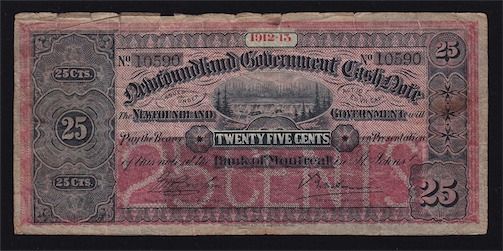 1912-13
No 10590 No 10590
25
25 CTS.
Newfoundland Government Cash Note
The NEWFOUNDLAND GOVERNMENT will
25
Pay the Bearer TWENTY FIVE CENTS on Presentation
of this note at the Bank of Montreal in St. John's
25 CTS.
25 CENTS
25